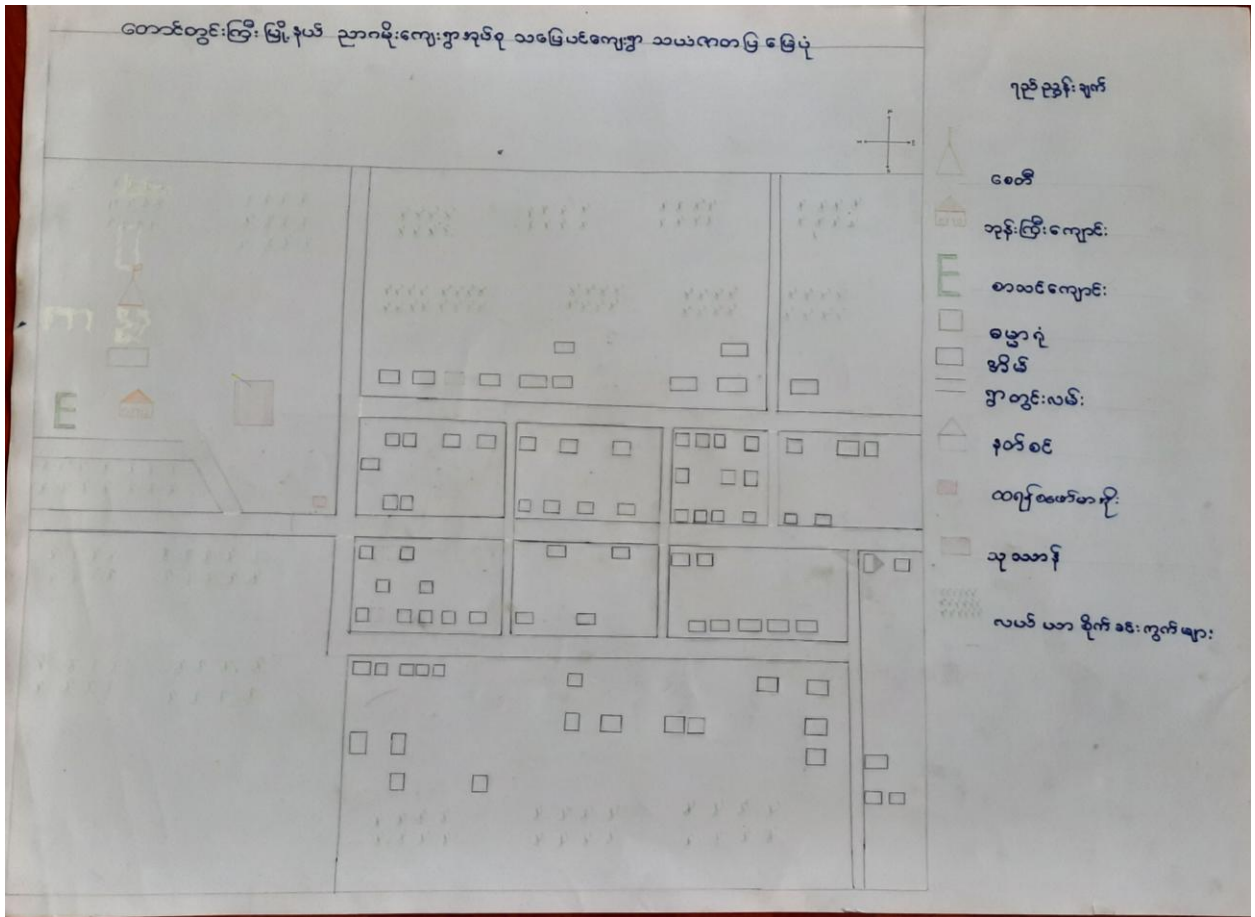 တောင်တွင်းကြီးမြို့နယ် ညာဂမိုးကျေးရွာအုပ်စု သမြေပင်ကျေးရွာ သယံဇာတပြ မြေပုံ
ရည်ညွှန်းချက်
စေတီ
ဘုန်းကြီးကျောင်း
E စာသင်ကျောင်း
ဓမ္မာရုံ
အိမ်
ရွာတွင်းလမ်း
နတ်စင်
ထရန်စဖော်မာတိုင်
သုဿာန်
လယ် ယာ စိုက်ခင်းကွက်များ
E